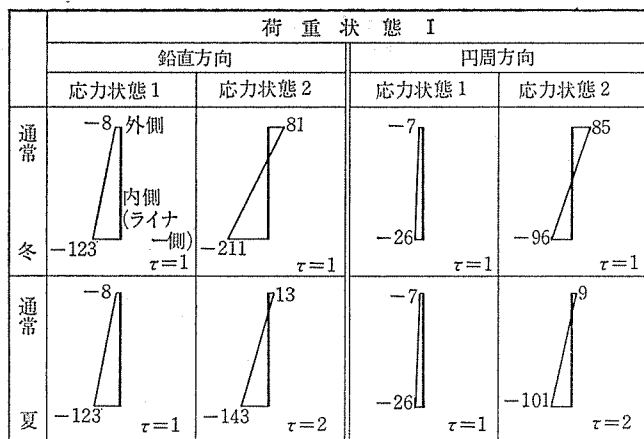 荷重状態 I
鉛直方向
円周方向
応力状態1
応力状態2
応力状態1
応力状態2
通常
冬
-8
外側
内側
(ライナー側)
-123
τ=1
81
-211
τ=1
-7
-26
τ=1
85
-96
τ=1
通常
夏
-8
-123
τ=1
13
-143
τ=2
-7
-26
τ=1
9
-101
τ=2